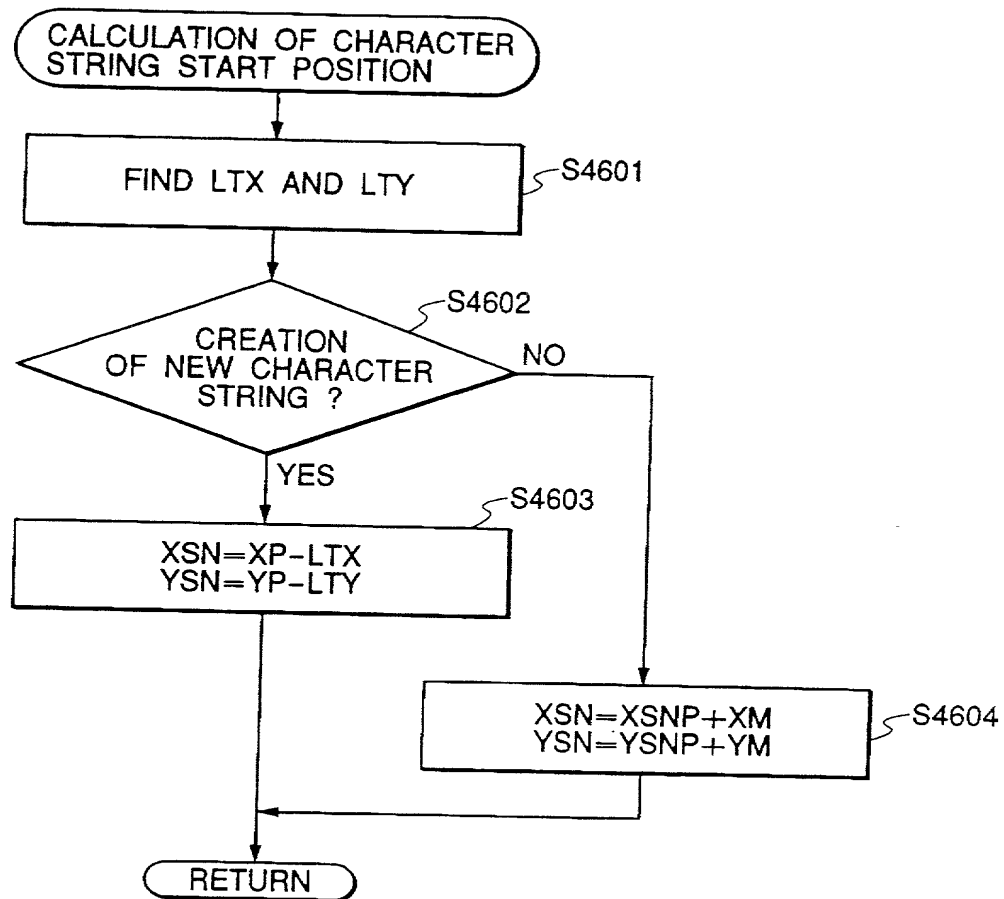 CALCULATION OF CHARACTER
STRING START POSITION
FIND LTX AND LTY
S4601
S4602
CREATION
OF NEW CHARACTER
STRING ?
NO
YES
S4603
XSN=XP-LTX
YSN=YP-LTY
XSN=XSNP+XM
YSN=YSNP+YM
S4604
RETURN